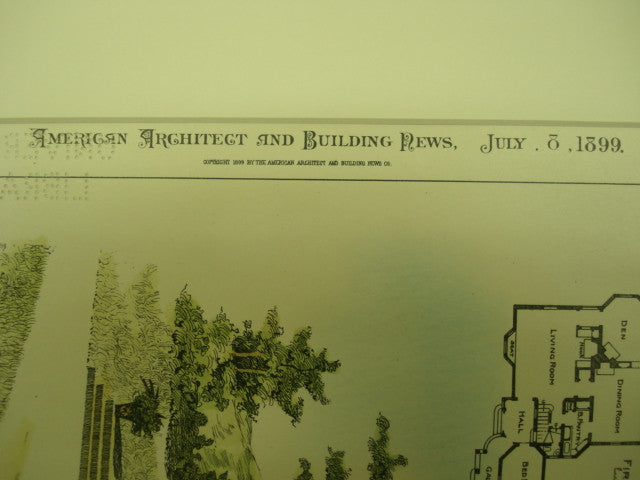 American Architect and Building News, July. 8, 1899.
COPYRIGHT 1899 BY THE AMERICAN ARCHITECT AND BUILDING NEWS CO.
DEN
SEAT
LIVING ROOM
DINING ROOM
HALL
B. PANTRY